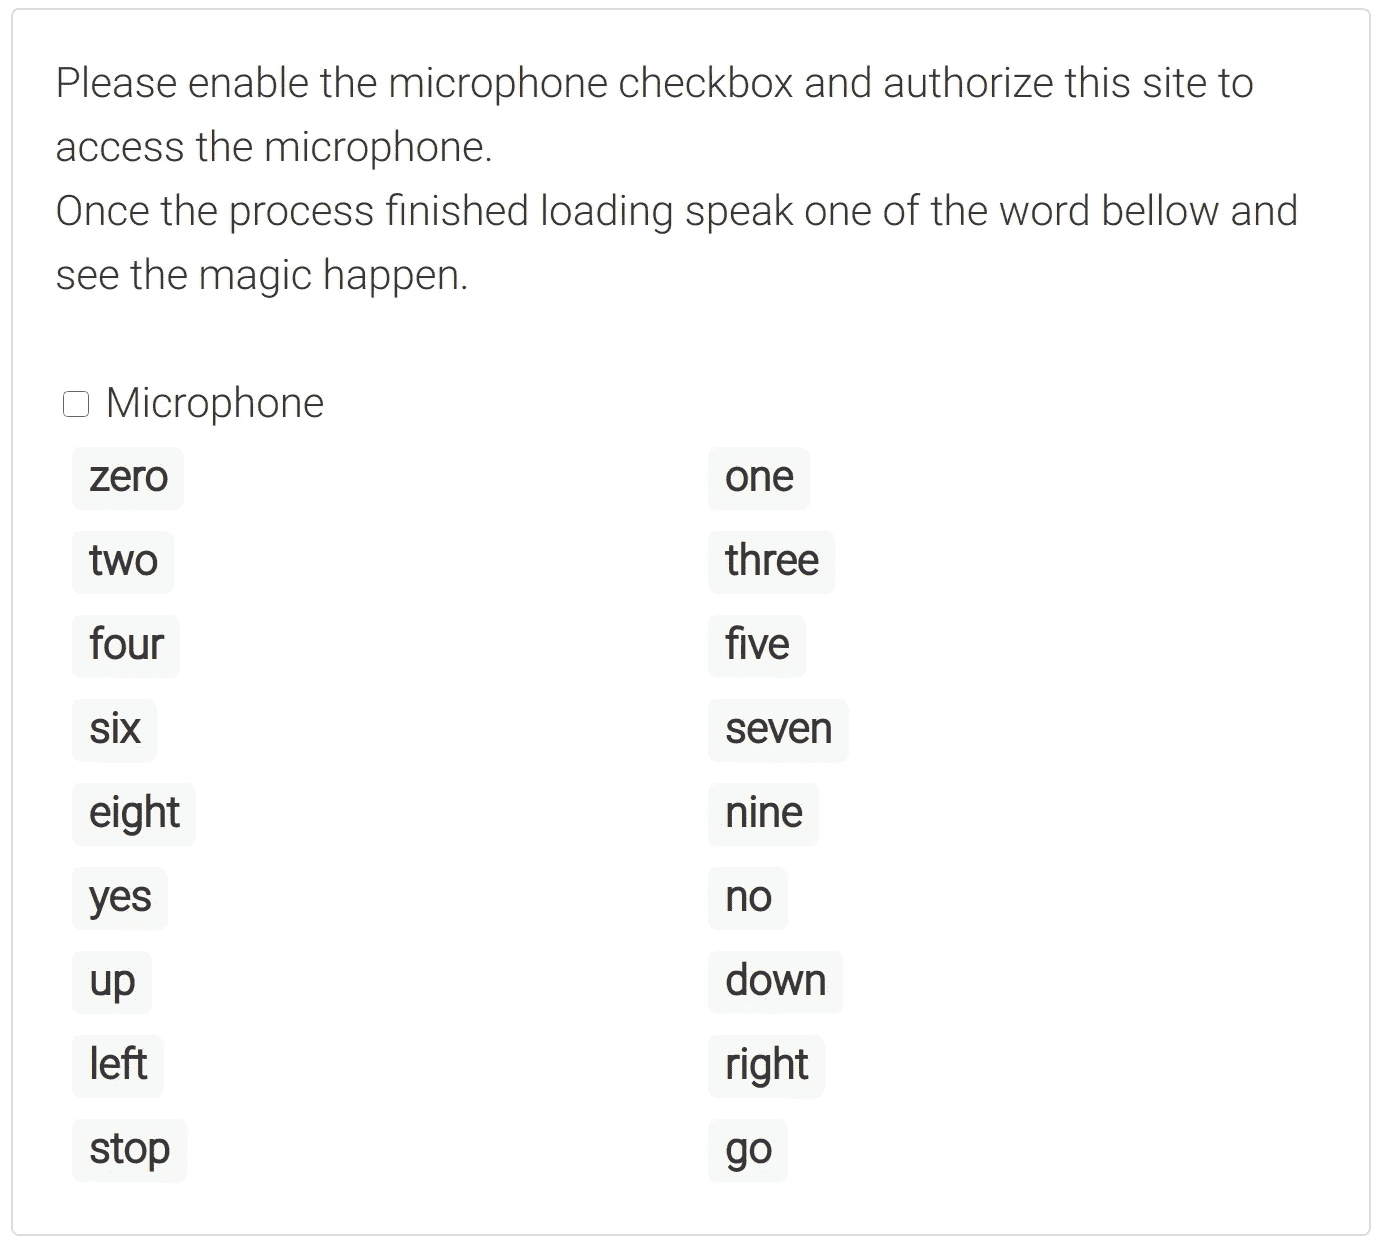 Please enable the microphone checkbox and authorize this site to
access the microphone.
Once the process finished loading speak one of the word bellow and
see the magic happen.
Microphone
zero one
two three
four five
six seven
eight nine
yes no
up down
left right
stop go